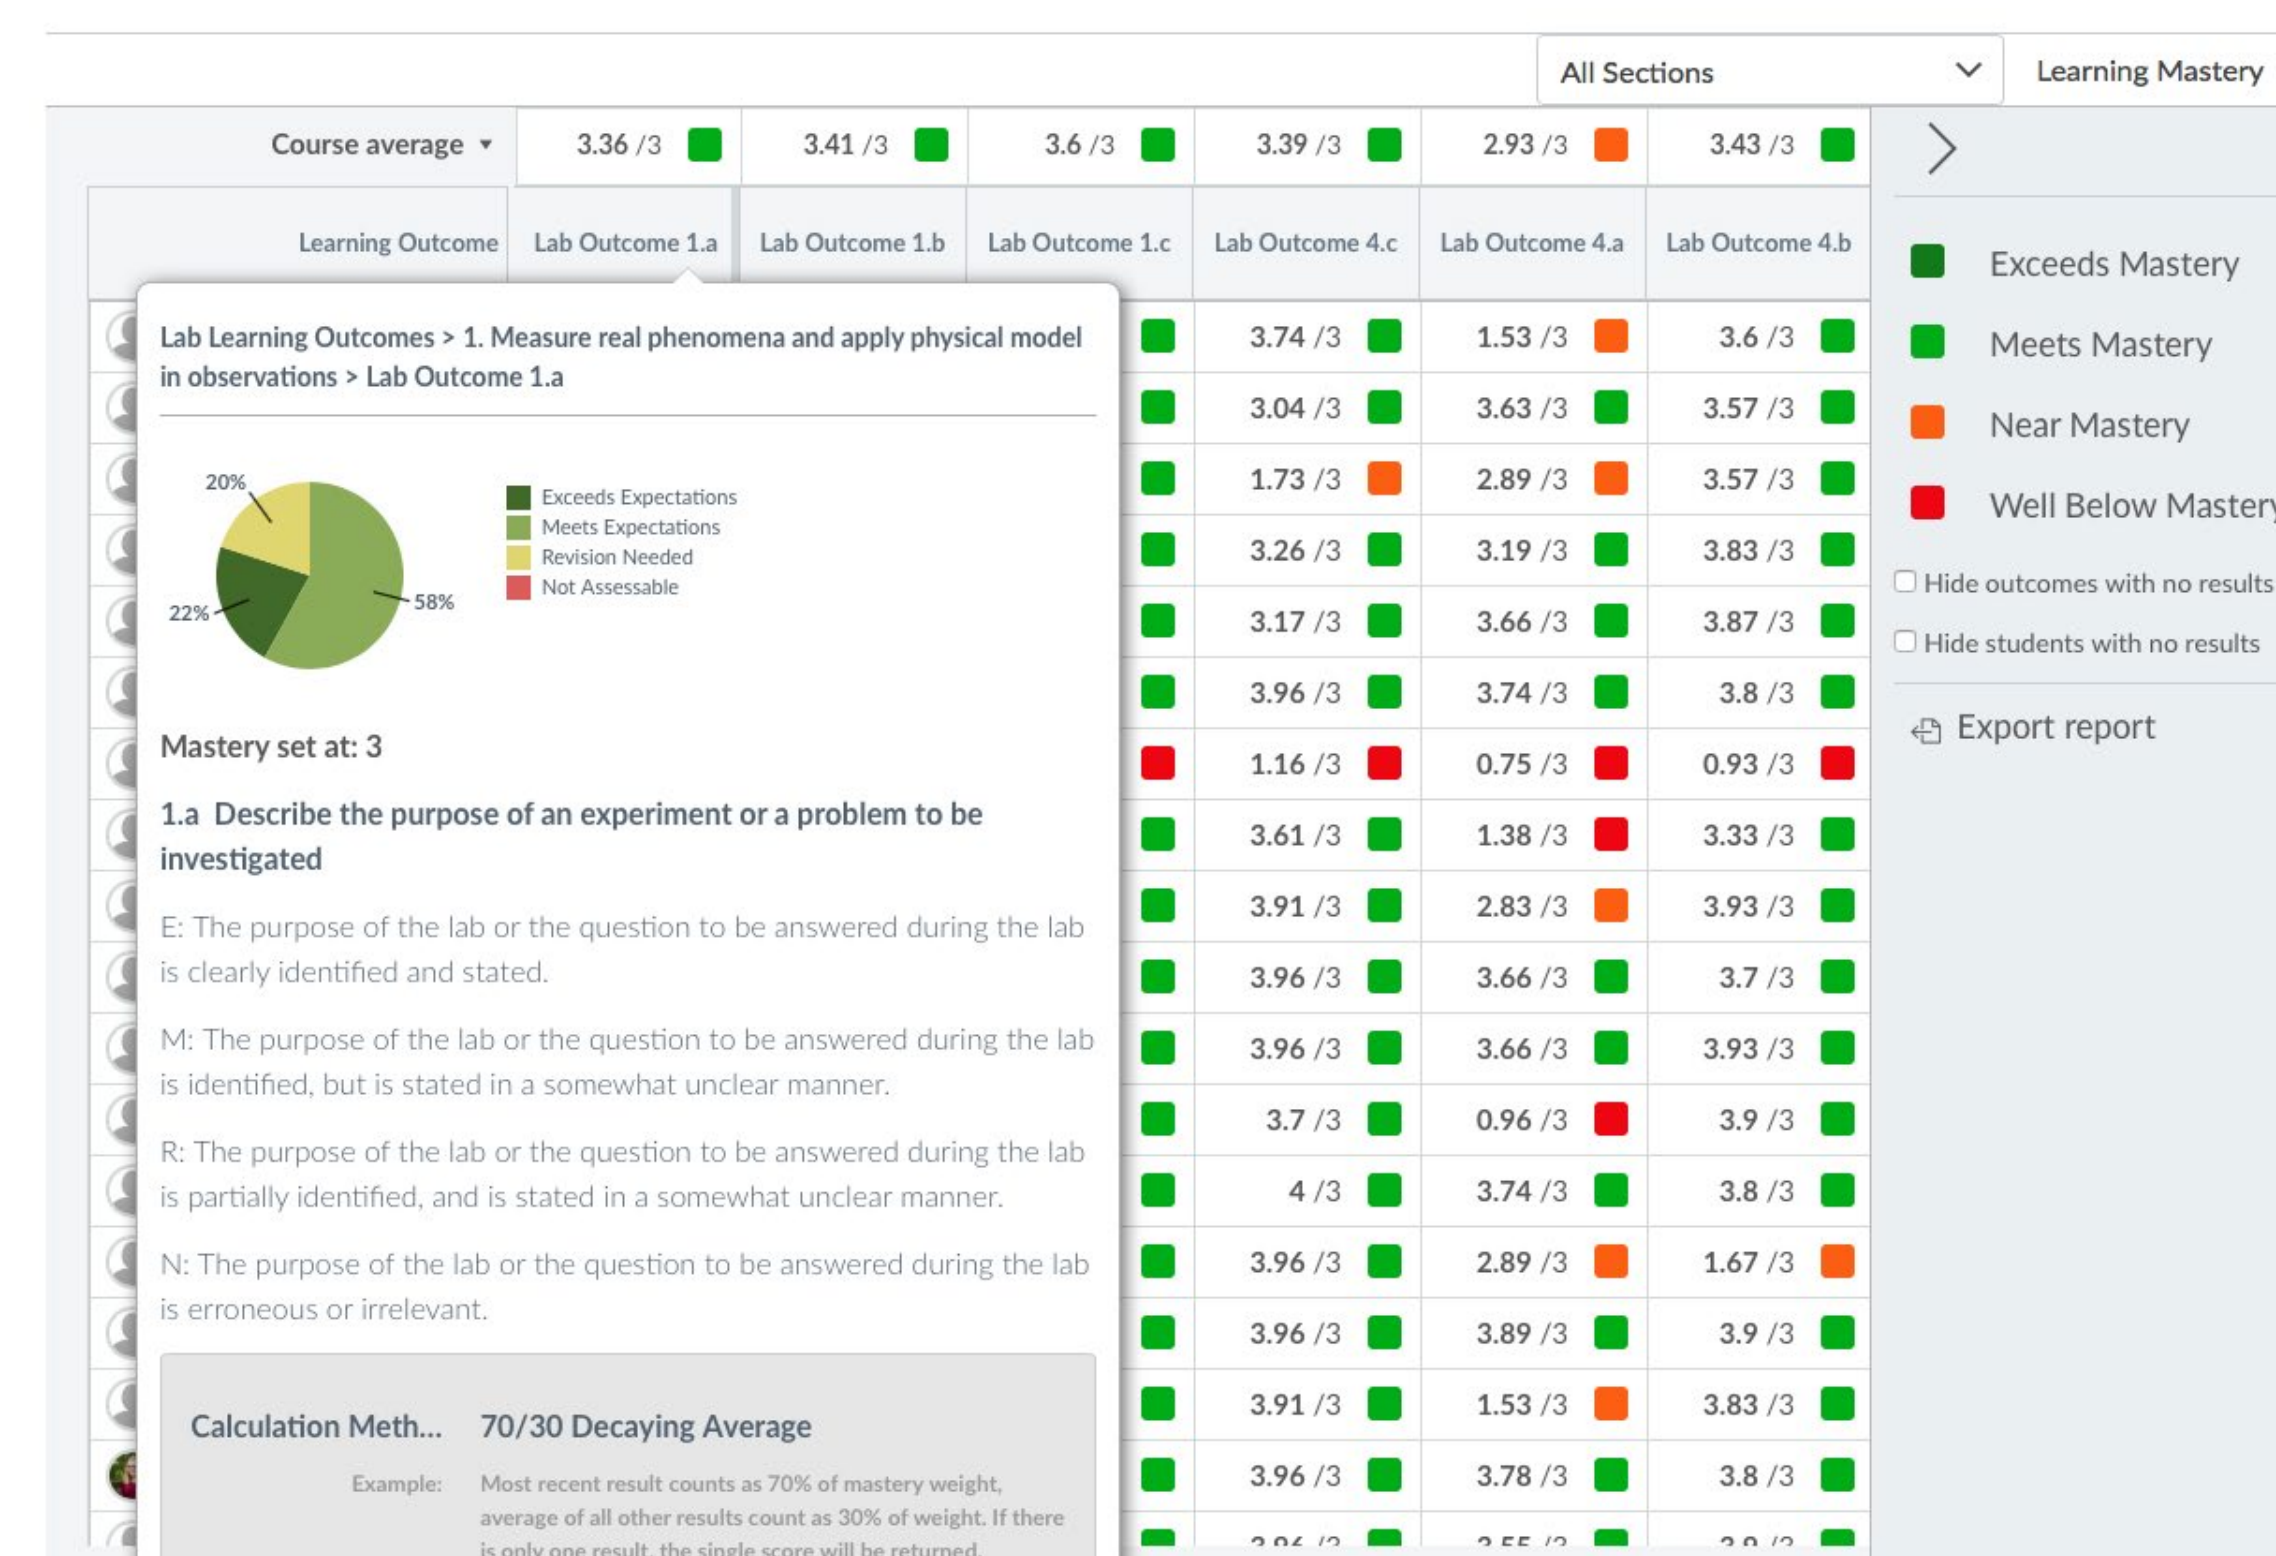 All Sections
Learning Mastery
Course average
3.36 /3
3.41 /3
3.6 /3
3.39 /3
2.93 /3
3.43 /3
Learning Outcome
Lab Outcome 1.a
Lab Outcome 1.b
Lab Outcome 1.c
Lab Outcome 4.c
Lab Outcome 4.a
Lab Outcome 4.b
Lab Learning Outcomes > 1. Measure real phenomena and apply physical model
in observations > Lab Outcome 1.a
20%
22%
58%
Exceeds Expectations
Meets Expectations
Revision Needed
Not Assessable
Mastery set at: 3
1.a Describe the purpose of an experiment or a problem to be
investigated
E: The purpose of the lab or the question to be answered during the lab
is clearly identified and stated.
M: The purpose of the lab or the question to be answered during the lab
is identified, but is stated in a somewhat unclear manner.
R: The purpose of the lab or the question to be answered during the lab
is partially identified, and is stated in a somewhat unclear manner.
N: The purpose of the lab or the question to be answered during the lab
is erroneous or irrelevant.
Calculation Meth... 70/30 Decaying Average
Example: Most recent result counts as 70% of mastery weight,
average of all other results count as 30% of weight. If there
is only one result, the single score will be returned.
3.74 /3 1.53 /3 3.6 /3
3.04 /3 3.63 /3 3.57 /3
1.73 /3 2.89 /3 3.57 /3
3.26 /3 3.19 /3 3.83 /3
3.17 /3 3.66 /3 3.87 /3
3.96 /3 3.74 /3 3.8 /3
1.16 /3 0.75 /3 0.93 /3
3.61 /3 1.38 /3 3.33 /3
3.91 /3 2.83 /3 3.93 /3
3.96 /3 3.66 /3 3.7 /3
3.96 /3 3.66 /3 3.93 /3
3.7 /3 0.96 /3 3.9 /3
4 /3 3.74 /3 3.8 /3
3.96 /3 2.89 /3 1.67 /3
3.96 /3 3.89 /3 3.9 /3
3.91 /3 1.53 /3 3.83 /3
3.96 /3 3.78 /3 3.8 /3
Exceeds Mastery
Meets Mastery
Near Mastery
Well Below Mastery
Hide outcomes with no results
Hide students with no results
Export report